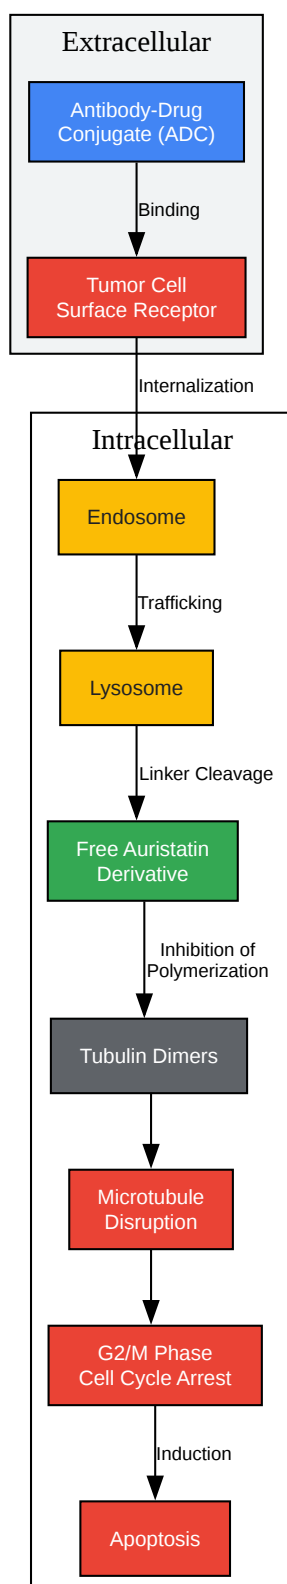 Extracellular
Antibody-Drug
Conjugate (ADC)
Binding
Tumor Cell
Surface Receptor
Internalization
Intracellular
Endosome
Trafficking
Lysosome
Linker Cleavage
Free Auristatin
Derivative
Inhibition of
Polymerization
Tubulin Dimers
Microtubule
Disruption
G2/M Phase
Cell Cycle Arrest
Induction
Apoptosis